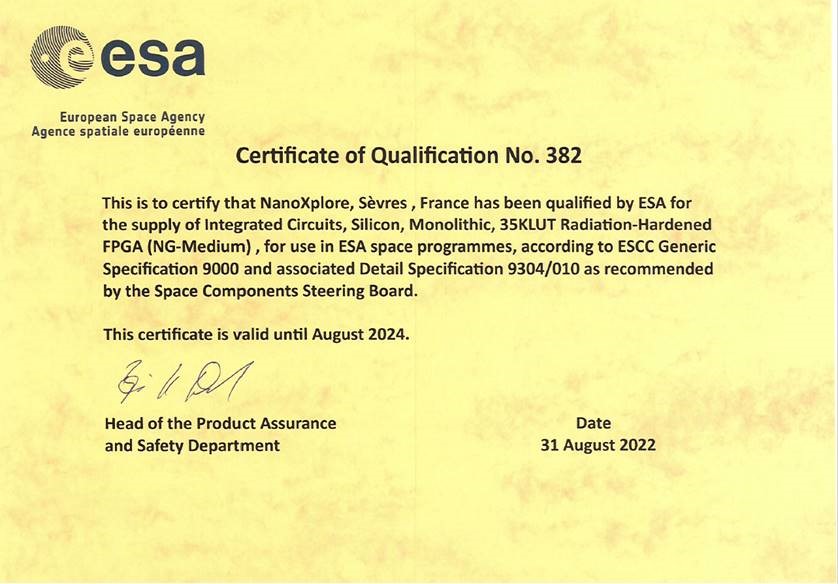 esa
European Space Agency
Agence spatiale européenne
Certificate of Qualification No. 382
This is to certify that NanoXplore, Sèvres , France has been qualified by ESA for
the supply of Integrated Circuits, Silicon, Monolithic, 35KLUT Radiation-Hardened
FPGA (NG-Medium) , for use in ESA space programmes, according to ESCC Generic
Specification 9000 and associated Detail Specification 9304/010 as recommended
by the Space Components Steering Board.
This certificate is valid until August 2024.
Head of the Product Assurance
and Safety Department
Date
31 August 2022